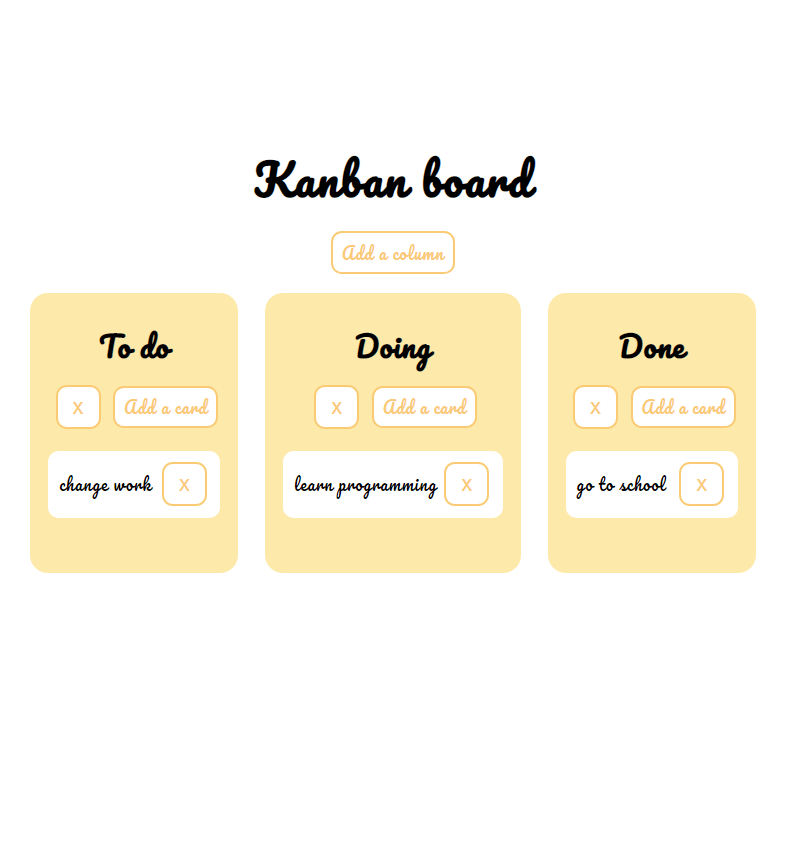 Kanban board
Add a column
To do
x
Add a card
change work x
Doing
x
Add a card
learn programming x
Done
x
Add a card
go to school x